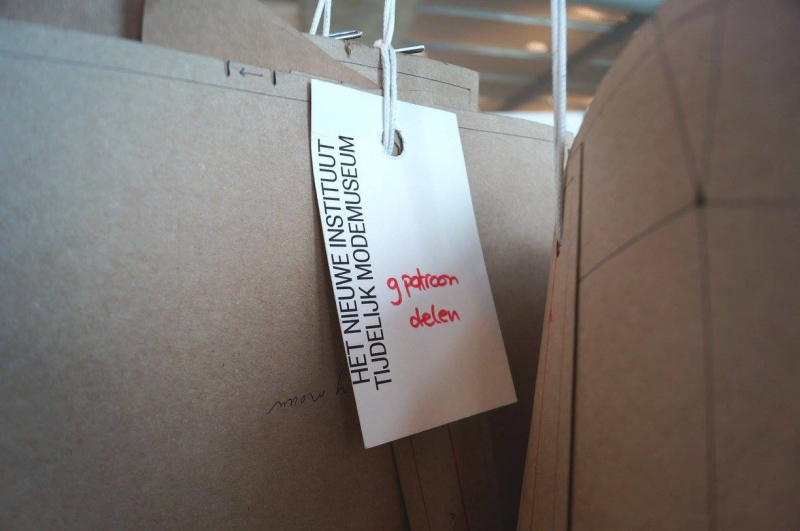 HET NIEUWE INSTITUUT
TIJDELIJK MODEMUSEUM
9 patroon
delen